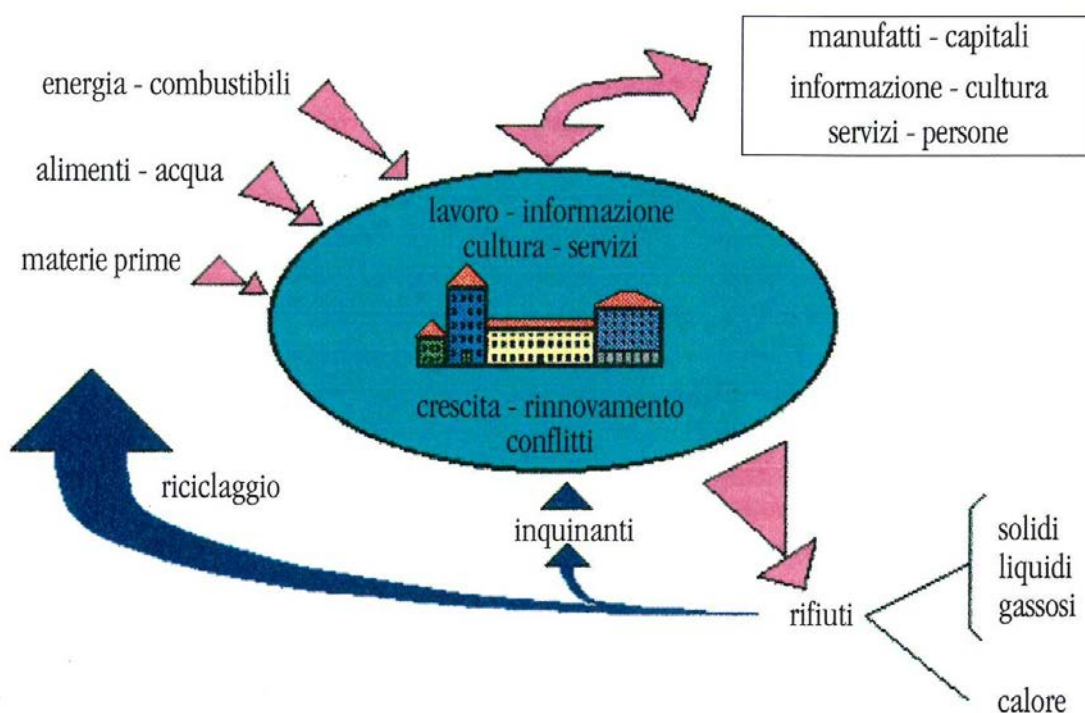 manufatti - capitali
informazione - cultura
servizi - persone
energia - combustibili
alimenti - acqua
materie prime
lavoro - informazione
cultura - servizi
crescita - rinnovamento
conflitti
riciclaggio
inquinanti
rifiuti
solidi
liquidi
gassosi
calore